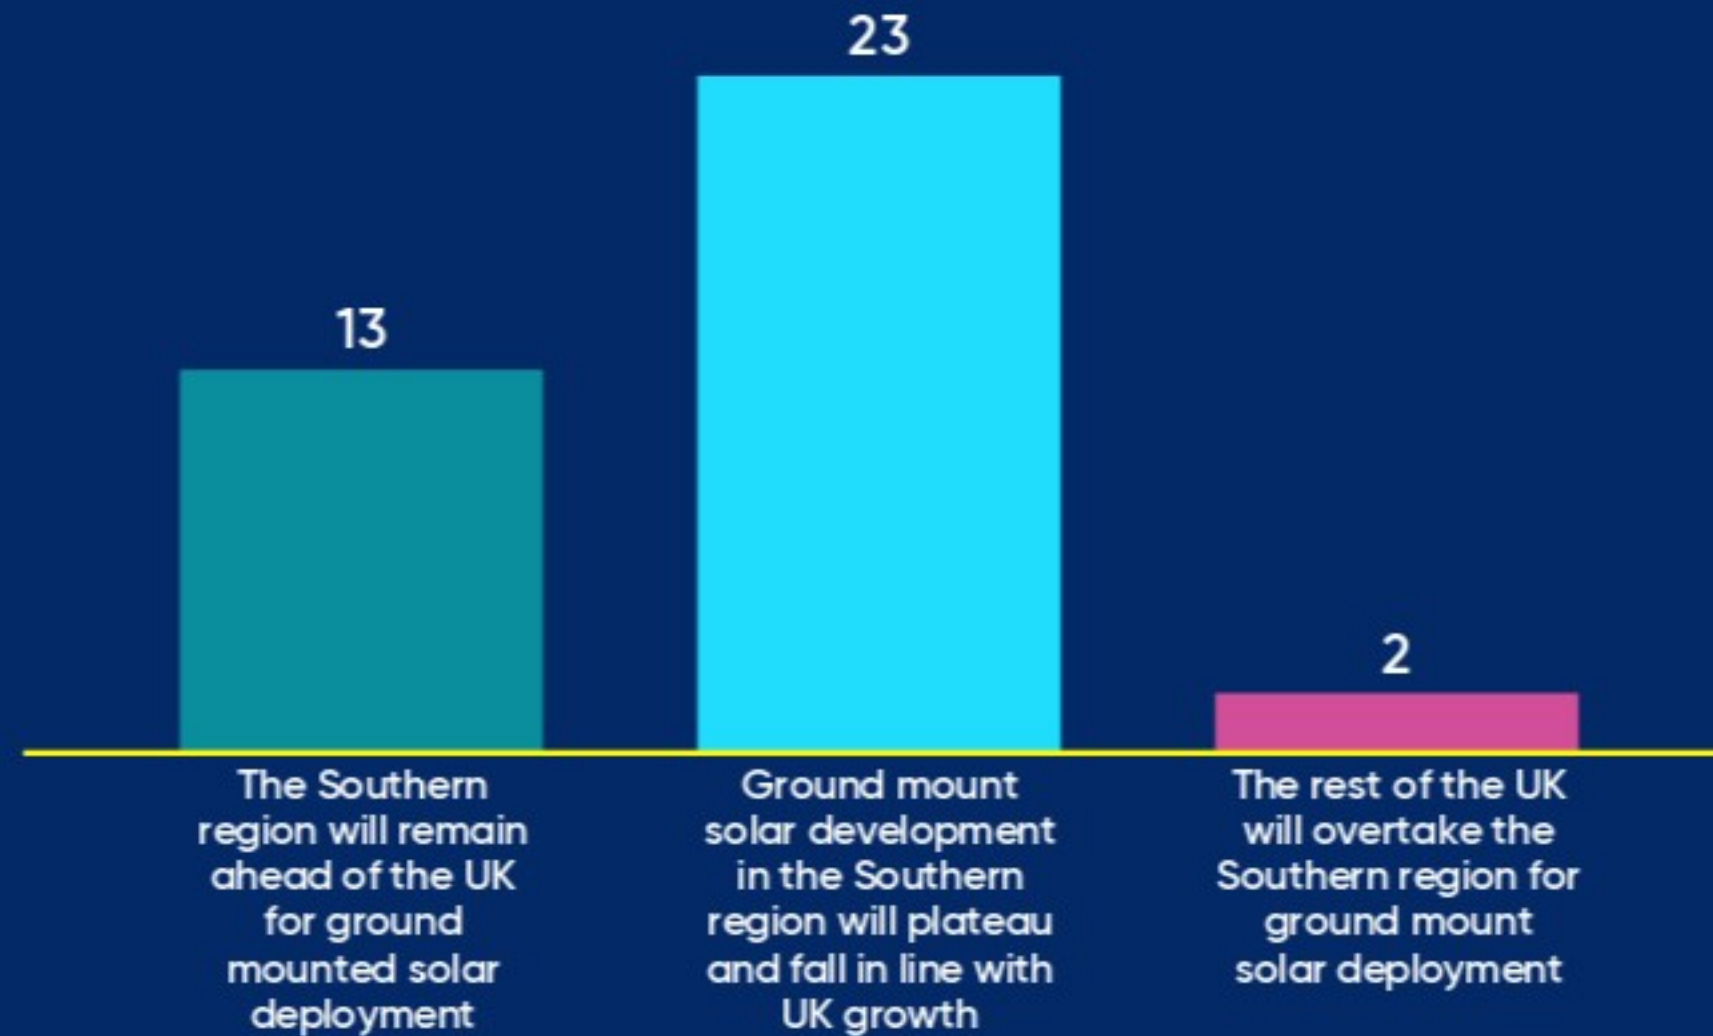 23
13
2
The Southern
region will remain
ahead of the UK
for ground
mounted solar
deployment
Ground mount
solar development
in the Southern
region will plateau
and fall in line with
UK growth
The rest of the UK
will overtake the
Southern region for
ground mount
solar deployment